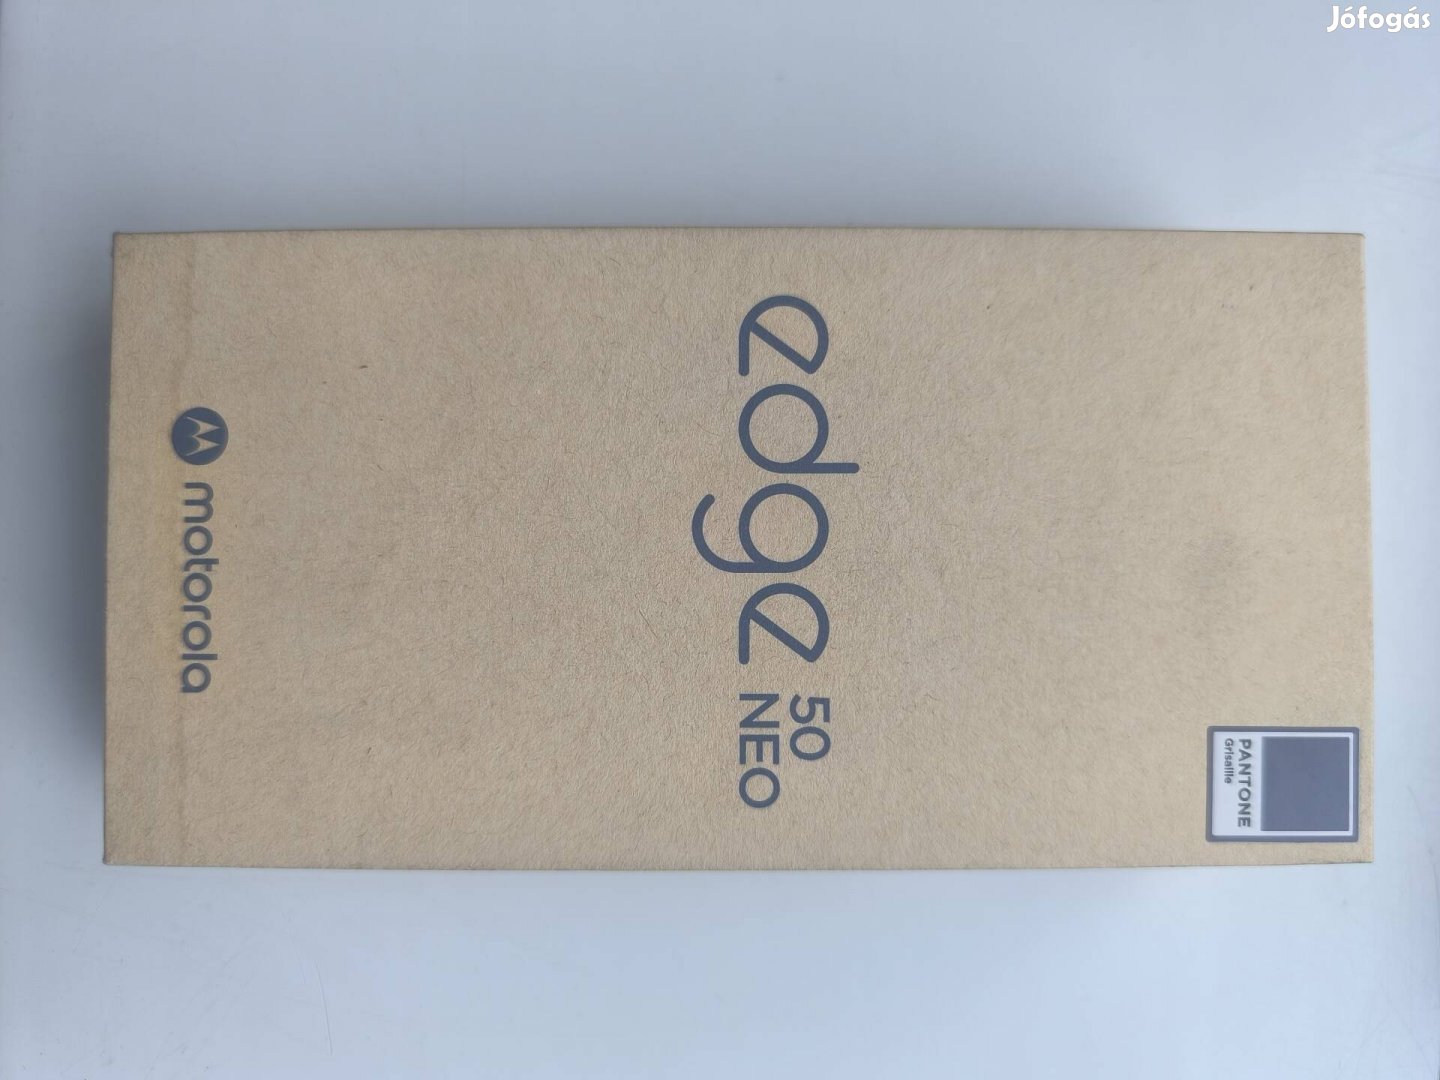 Jófogás
motorola
edge
50
NEO
PANTONE
Grisaille